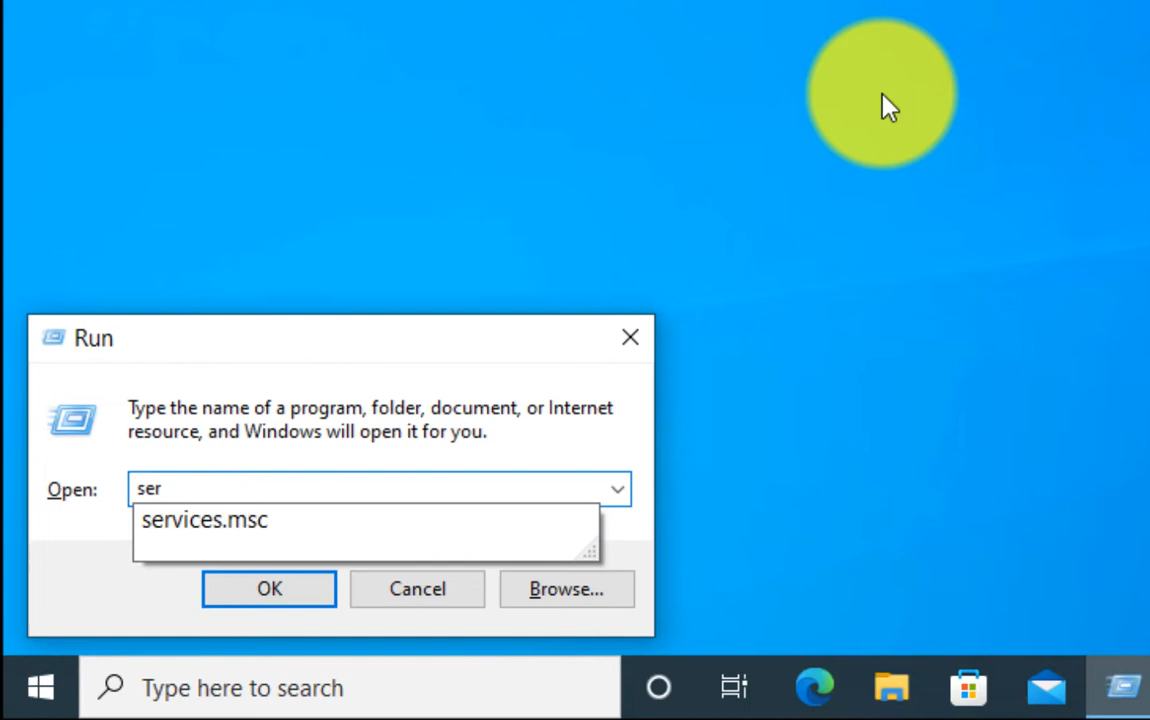 Run
Type the name of a program, folder, document, or Internet
resource, and Windows will open it for you.
Open: ser
services.msc
OK Cancel Browse...
Type here to search